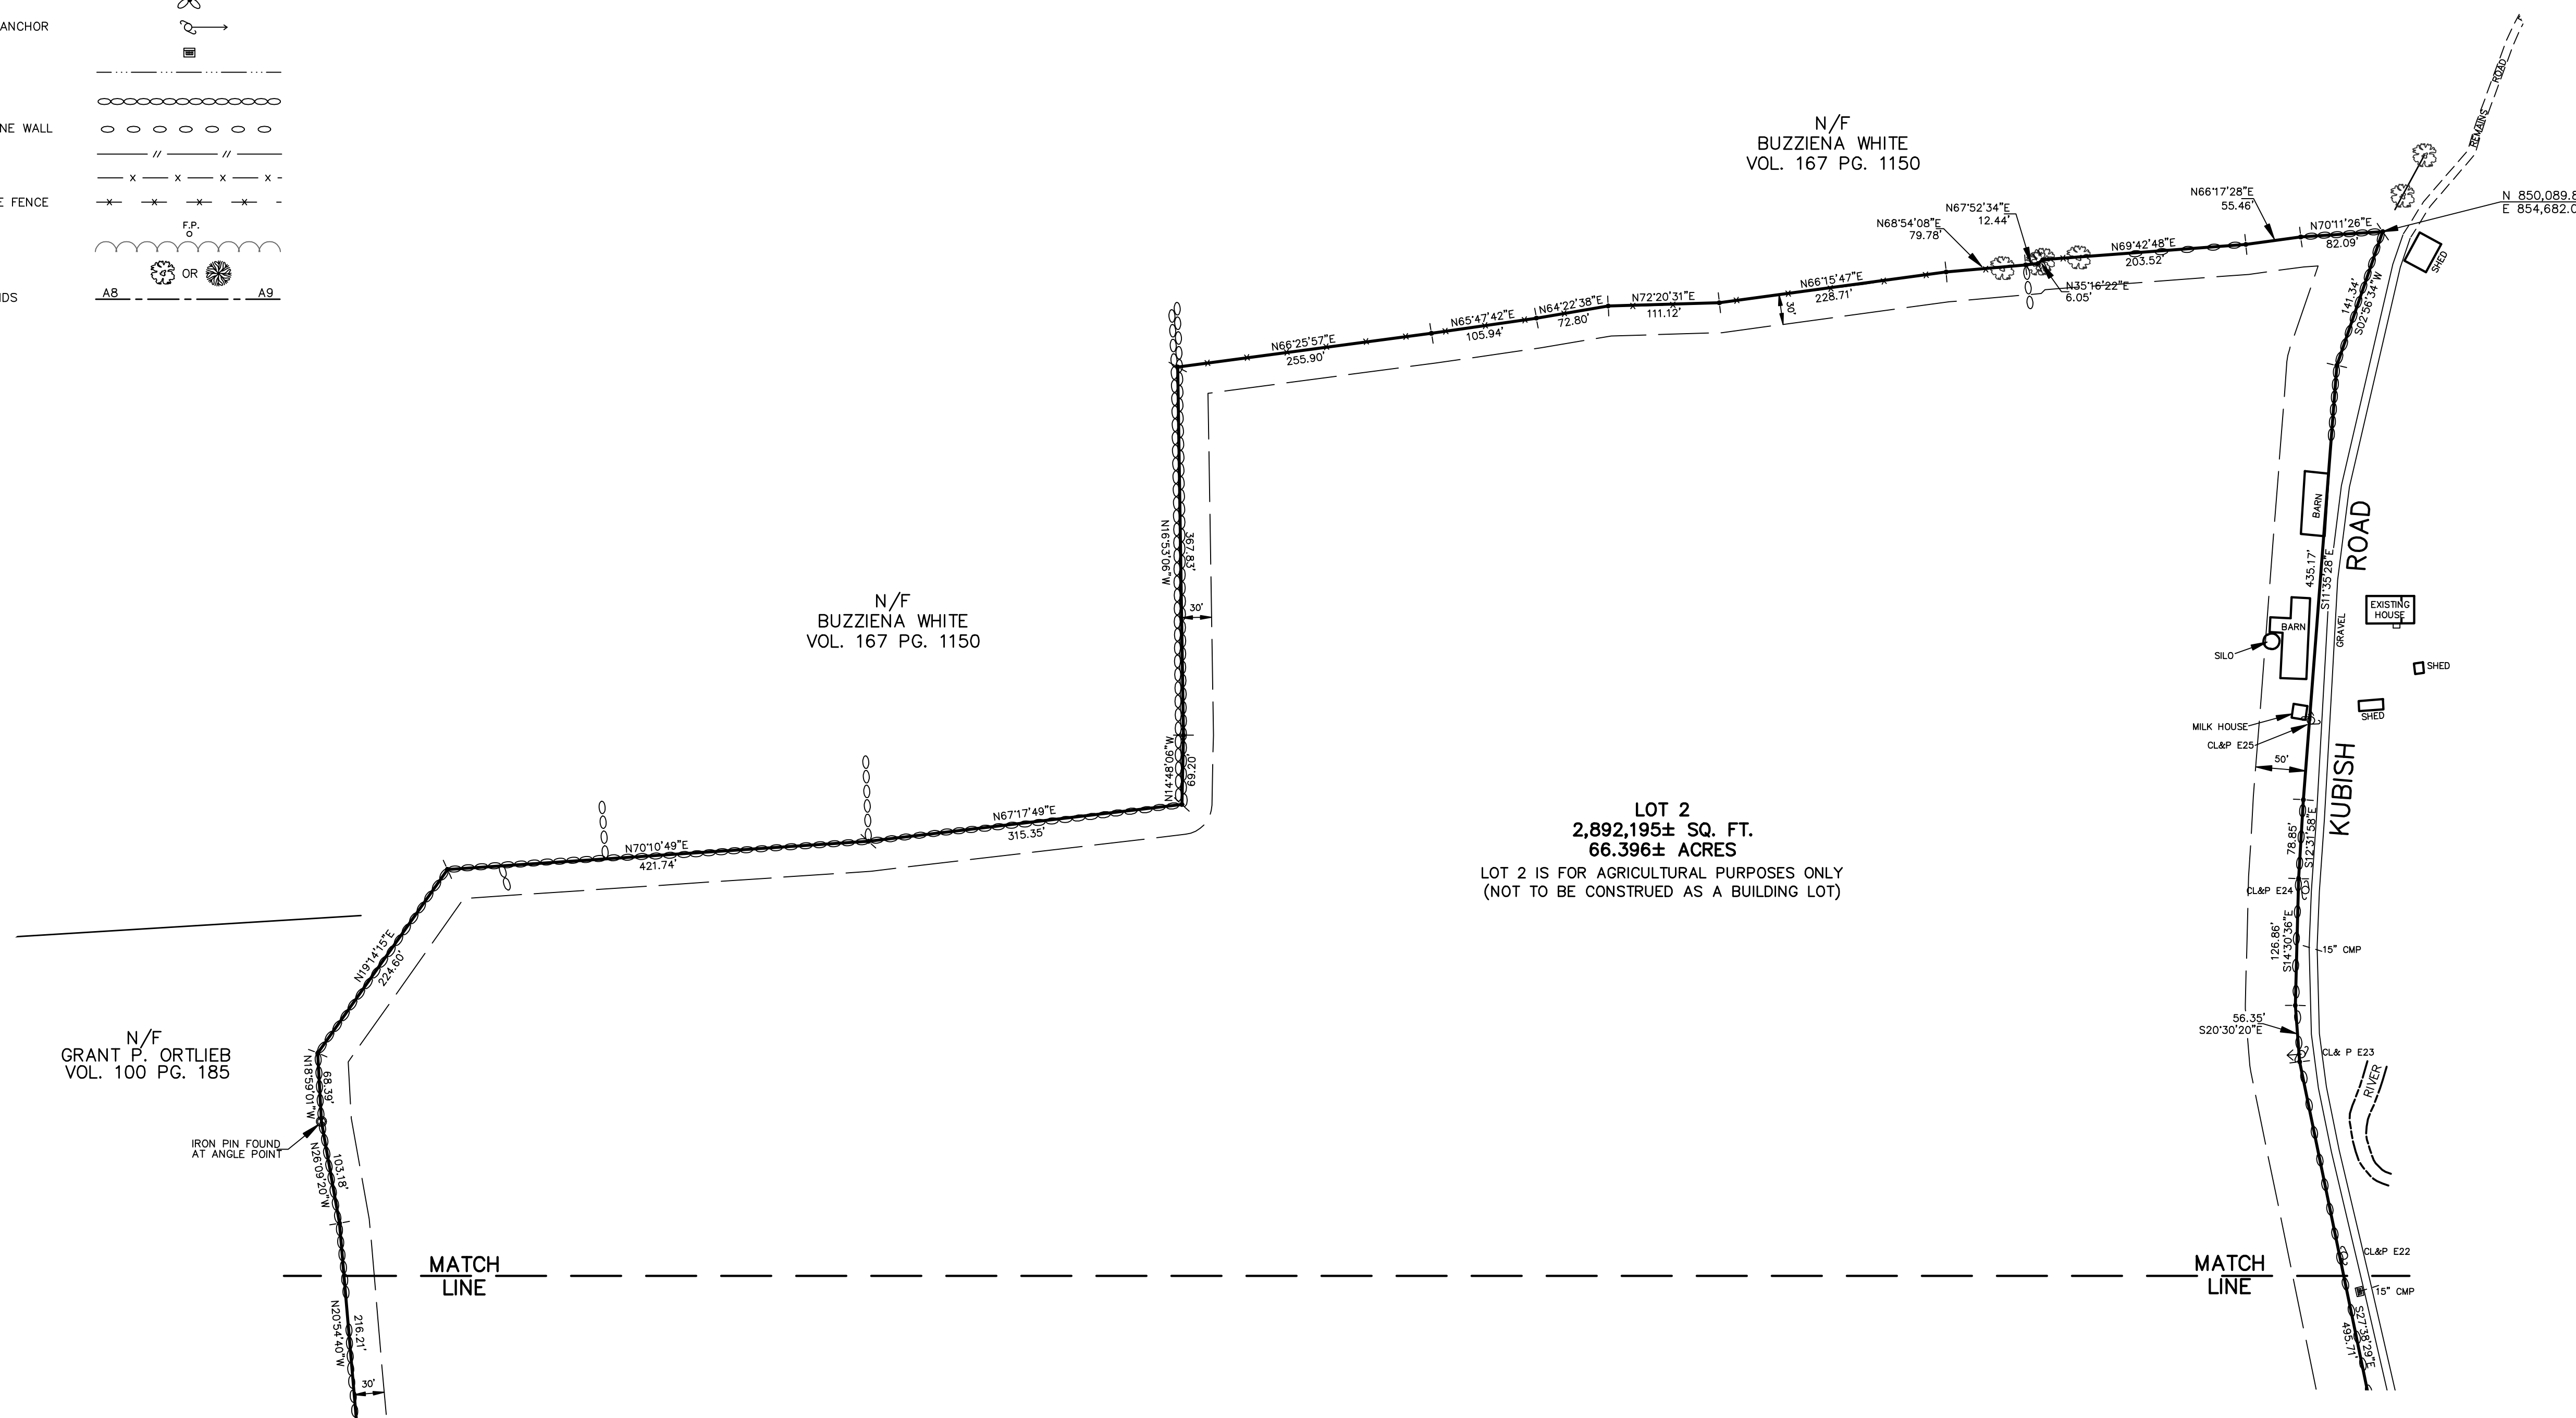 ANCHOR
NE WALL
E FENCE
F.P.
OR
NDS
A8
A9
N/F
BUZZIENA WHITE
VOL. 167 PG. 1150
REMAINS ROAD
N 850,089.8
E 854,682.0
SHED
N66°25'57"E
255.90'
N65°47'42"E
105.94'
N64°22'38"E
72.80'
N72°20'31"E
111.12'
N66°15'47"E
228.71'
30'
N68°54'08"E
79.78'
N67°52'34"E
12.44'
N35°16'22"E
6.05'
N69°42'48"E
203.52'
N66°17'28"E
55.46'
N70°11'26"E
82.09'
141.34'
S02°56'34"W
BARN
435.17'
S11°35'28"E
ROAD
EXISTING
HOUSE
GRAVEL
BARN
SILO
SHED
SHED
MILK HOUSE
CL&P E25
50'
KUBISH
78.85'
S12°31'58"E
CL&P E24
126.86'
S14°30'36"E
15" CMP
56.35'
S20°30'20"E
CL& P E23
RIVER
CL&P E22
15" CMP
S27°38'29"E
495.71'
N16°53'06"W
367.83'
30'
N14°48'06"W
69.20'
N/F
BUZZIENA WHITE
VOL. 167 PG. 1150
N67°17'49"E
315.35'
N70°10'49"E
421.74'
N19°14'15"E
224.60'
LOT 2
2,892,195± SQ. FT.
66.396± ACRES
LOT 2 IS FOR AGRICULTURAL PURPOSES ONLY
(NOT TO BE CONSTRUED AS A BUILDING LOT)
N/F
GRANT P. ORTLIEB
VOL. 100 PG. 185
N18°59'01"W
68.39'
IRON PIN FOUND
AT ANGLE POINT
N26°09'20"W
103.18'
MATCH
LINE
MATCH
LINE
N20°54'40"W
216.21'
30'